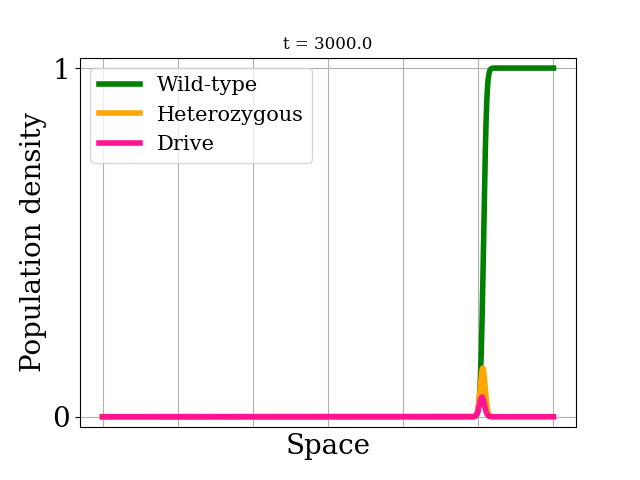 t = 3000.0
1
Wild-type
Heterozygous
Drive
Population density
0
Space